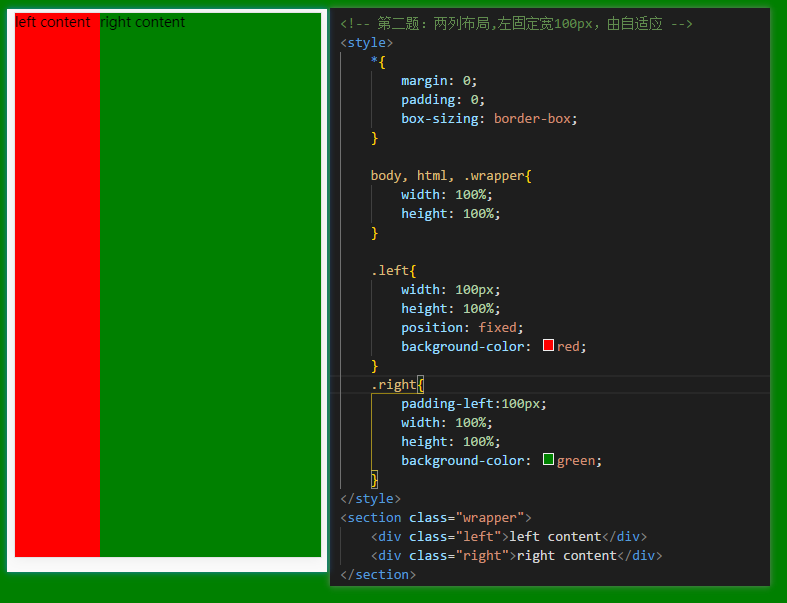 left content right content
<!-- 第二题：两列布局,左固定宽100px，由自适应 -->
<style>
*{
margin: 0;
padding: 0;
box-sizing: border-box;
}
body, html, .wrapper{
width: 100%;
height: 100%;
}
.left{
width: 100px;
height: 100%;
position: fixed;
background-color: red;
}
.right{
padding-left:100px;
width: 100%;
height: 100%;
background-color: green;
}
</style>
<section class="wrapper">
<div class="left">left content</div>
<div class="right">right content</div>
</section>